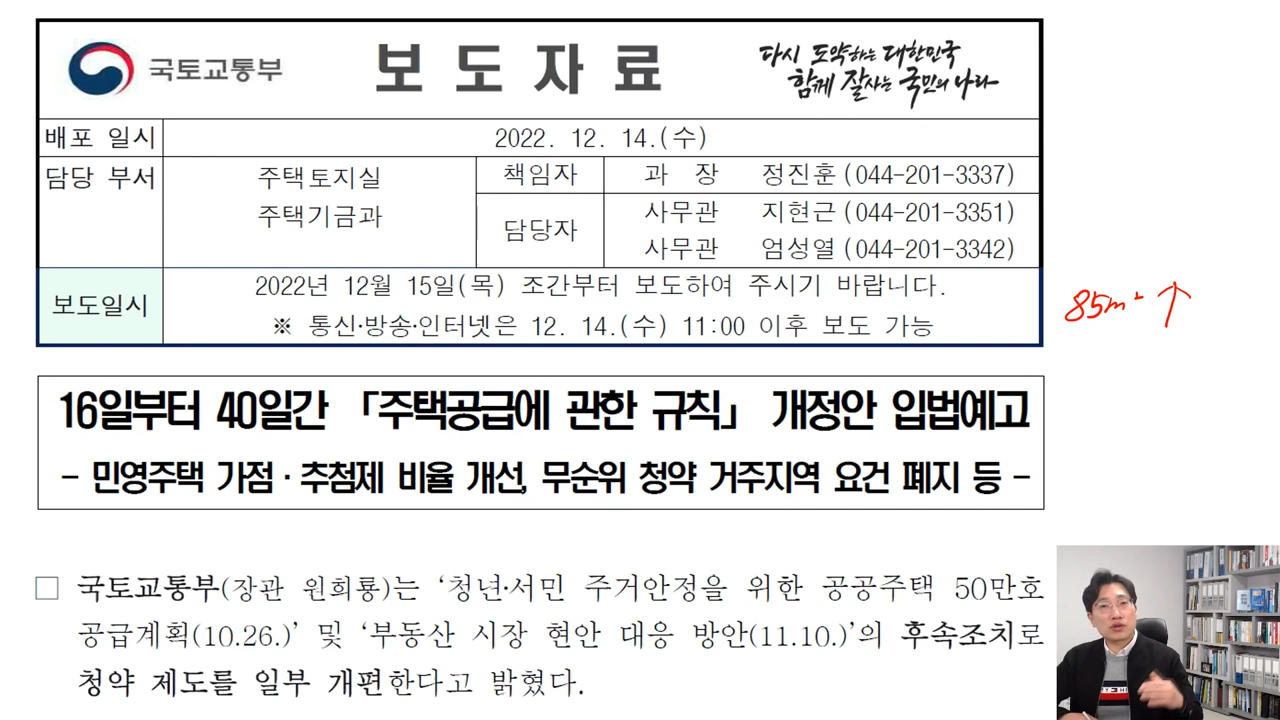 국토교통부
보 도 자 료
다시 도약하는 대한민국
함께 잘사는 국민의 나라
배포 일시
2022. 12. 14.(수)
담당 부서
주택토지실
주택기금과
책임자
과 장 정진훈(044-201-3337)
담당자
사무관 지현근(044-201-3351)
사무관 엄성열(044-201-3342)
보도일시
2022년 12월 15일(목) 조간부터 보도하여 주시기 바랍니다.
※ 통신·방송·인터넷은 12. 14.(수) 11:00 이후 보도 가능
85m² ↑
16일부터 40일간 「주택공급에 관한 규칙」 개정안 입법예고
- 민영주택 가점·추첨제 비율 개선, 무순위 청약 거주지역 요건 폐지 등 -
□ 국토교통부(장관 원희룡)는 ‘청년·서민 주거안정을 위한 공공주택 50만호
공급계획(10.26.)’ 및 ‘부동산 시장 현안 대응 방안(11.10.)’의 후속조치로
청약 제도를 일부 개편한다고 밝혔다.